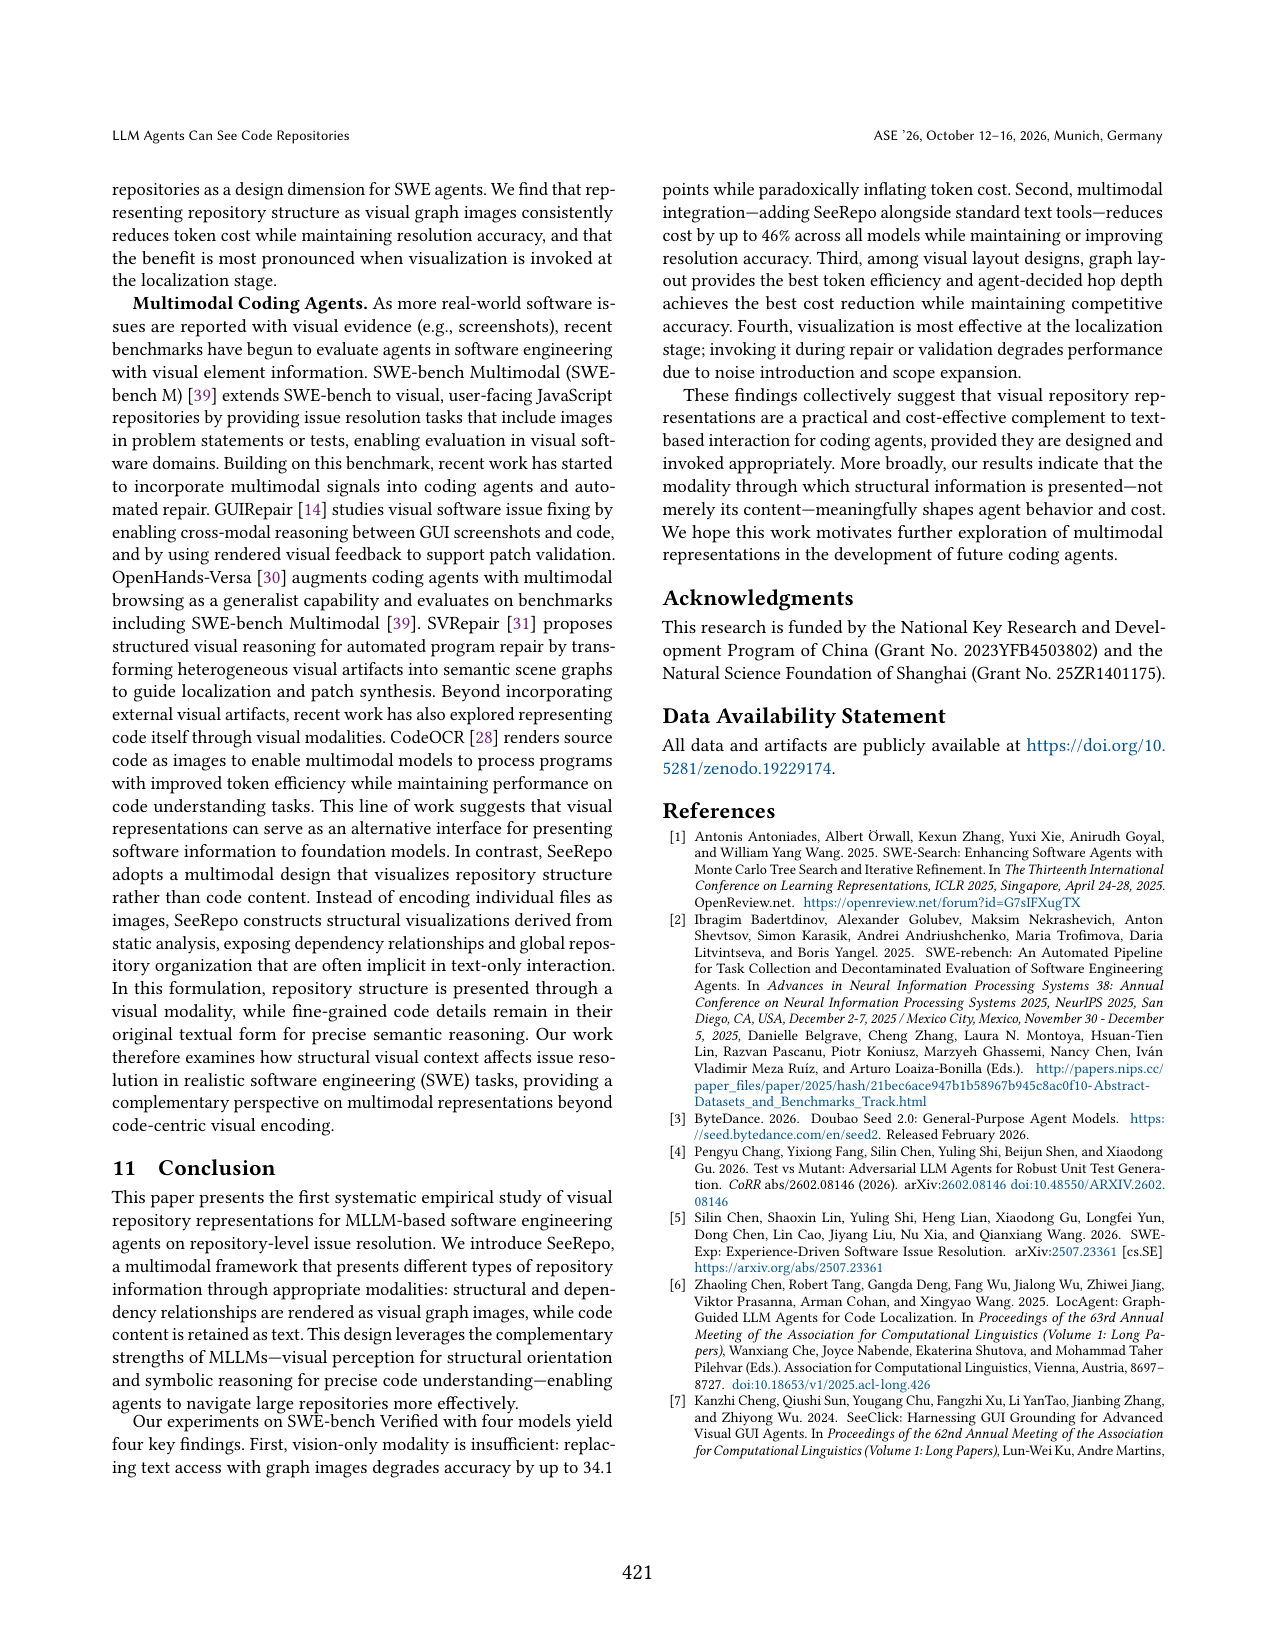 LLM Agents Can See Code Repositories
ASE ’26, October 12–16, 2026, Munich, Germany
repositories as a design dimension for SWE agents. We find that rep-
resenting repository structure as visual graph images consistently
reduces token cost while maintaining resolution accuracy, and that
the benefit is most pronounced when visualization is invoked at
the localization stage.
Multimodal Coding Agents. As more real-world software is-
sues are reported with visual evidence (e.g., screenshots), recent
benchmarks have begun to evaluate agents in software engineering
with visual element information. SWE-bench Multimodal (SWE-
bench M) [39] extends SWE-bench to visual, user-facing JavaScript
repositories by providing issue resolution tasks that include images
in problem statements or tests, enabling evaluation in visual soft-
ware domains. Building on this benchmark, recent work has started
to incorporate multimodal signals into coding agents and auto-
mated repair. GUIRepair [14] studies visual software issue fixing by
enabling cross-modal reasoning between GUI screenshots and code,
and by using rendered visual feedback to support patch validation.
OpenHands-Versa [30] augments coding agents with multimodal
browsing as a generalist capability and evaluates on benchmarks
including SWE-bench Multimodal [39]. SVRepair [31] proposes
structured visual reasoning for automated program repair by trans-
forming heterogeneous visual artifacts into semantic scene graphs
to guide localization and patch synthesis. Beyond incorporating
external visual artifacts, recent work has also explored representing
code itself through visual modalities. CodeOCR [28] renders source
code as images to enable multimodal models to process programs
with improved token efficiency while maintaining performance on
code understanding tasks. This line of work suggests that visual
representations can serve as an alternative interface for presenting
software information to foundation models. In contrast, SeeRepo
adopts a multimodal design that visualizes repository structure
rather than code content. Instead of encoding individual files as
images, SeeRepo constructs structural visualizations derived from
static analysis, exposing dependency relationships and global repos-
itory organization that are often implicit in text-only interaction.
In this formulation, repository structure is presented through a
visual modality, while fine-grained code details remain in their
original textual form for precise semantic reasoning. Our work
therefore examines how structural visual context affects issue reso-
lution in realistic software engineering (SWE) tasks, providing a
complementary perspective on multimodal representations beyond
code-centric visual encoding.
11 Conclusion
This paper presents the first systematic empirical study of visual
repository representations for MLLM-based software engineering
agents on repository-level issue resolution. We introduce SeeRepo,
a multimodal framework that presents different types of repository
information through appropriate modalities: structural and depen-
dency relationships are rendered as visual graph images, while code
content is retained as text. This design leverages the complementary
strengths of MLLMs—visual perception for structural orientation
and symbolic reasoning for precise code understanding—enabling
agents to navigate large repositories more effectively.
Our experiments on SWE-bench Verified with four models yield
four key findings. First, vision-only modality is insufficient: replac-
ing text access with graph images degrades accuracy by up to 34.1
points while paradoxically inflating token cost. Second, multimodal
integration—adding SeeRepo alongside standard text tools—reduces
cost by up to 46% across all models while maintaining or improving
resolution accuracy. Third, among visual layout designs, graph lay-
out provides the best token efficiency and agent-decided hop depth
achieves the best cost reduction while maintaining competitive
accuracy. Fourth, visualization is most effective at the localization
stage; invoking it during repair or validation degrades performance
due to noise introduction and scope expansion.
These findings collectively suggest that visual repository rep-
resentations are a practical and cost-effective complement to text-
based interaction for coding agents, provided they are designed and
invoked appropriately. More broadly, our results indicate that the
modality through which structural information is presented—not
merely its content—meaningfully shapes agent behavior and cost.
We hope this work motivates further exploration of multimodal
representations in the development of future coding agents.
Acknowledgments
This research is funded by the National Key Research and Devel-
opment Program of China (Grant No. 2023YFB4503802) and the
Natural Science Foundation of Shanghai (Grant No. 25ZR1401175).
Data Availability Statement
All data and artifacts are publicly available at https://doi.org/10.
5281/zenodo.19229174.
References
[1] Antonis Antoniades, Albert Örwall, Kexun Zhang, Yuxi Xie, Anirudh Goyal,
and William Yang Wang. 2025. SWE-Search: Enhancing Software Agents with
Monte Carlo Tree Search and Iterative Refinement. In The Thirteenth International
Conference on Learning Representations, ICLR 2025, Singapore, April 24-28, 2025.
OpenReview.net. https://openreview.net/forum?id=G7sIFXugTX
[2] Ibragim Badertdinov, Alexander Golubev, Maksim Nekrashevich, Anton
Shevtsov, Simon Karasik, Andrei Andriushchenko, Maria Trofimova, Daria
Litvintseva, and Boris Yangel. 2025. SWE-rebench: An Automated Pipeline
for Task Collection and Decontaminated Evaluation of Software Engineering
Agents. In Advances in Neural Information Processing Systems 38: Annual
Conference on Neural Information Processing Systems 2025, NeurIPS 2025, San
Diego, CA, USA, December 2-7, 2025 / Mexico City, Mexico, November 30 - December
5, 2025, Danielle Belgrave, Cheng Zhang, Laura N. Montoya, Hsuan-Tien
Lin, Razvan Pascanu, Piotr Koniusz, Marzyeh Ghassemi, Nancy Chen, Iván
Vladimir Meza Ruíz, and Arturo Loaiza-Bonilla (Eds.). http://papers.nips.cc/
paper_files/paper/2025/hash/21bec6ace947b1b58967b945c8ac0f10-Abstract-
Datasets_and_Benchmarks_Track.html
[3] ByteDance. 2026. Doubao Seed 2.0: General-Purpose Agent Models. https:
//seed.bytedance.com/en/seed2. Released February 2026.
[4] Pengyu Chang, Yixiong Fang, Silin Chen, Yuling Shi, Beijun Shen, and Xiaodong
Gu. 2026. Test vs Mutant: Adversarial LLM Agents for Robust Unit Test Genera-
tion. CoRR abs/2602.08146 (2026). arXiv:2602.08146 doi:10.48550/ARXIV.2602.
08146
[5] Silin Chen, Shaoxin Lin, Yuling Shi, Heng Lian, Xiaodong Gu, Longfei Yun,
Dong Chen, Lin Cao, Jiyang Liu, Nu Xia, and Qianxiang Wang. 2026. SWE-
Exp: Experience-Driven Software Issue Resolution. arXiv:2507.23361 [cs.SE]
https://arxiv.org/abs/2507.23361
[6] Zhaoling Chen, Robert Tang, Gangda Deng, Fang Wu, Jialong Wu, Zhiwei Jiang,
Viktor Prasanna, Arman Cohan, and Xingyao Wang. 2025. LocAgent: Graph-
Guided LLM Agents for Code Localization. In Proceedings of the 63rd Annual
Meeting of the Association for Computational Linguistics (Volume 1: Long Pa-
pers), Wanxiang Che, Joyce Nabende, Ekaterina Shutova, and Mohammad Taher
Pilehvar (Eds.). Association for Computational Linguistics, Vienna, Austria, 8697–
8727. doi:10.18653/v1/2025.acl-long.426
[7] Kanzhi Cheng, Qiushi Sun, Yougang Chu, Fangzhi Xu, Li YanTao, Jianbing Zhang,
and Zhiyong Wu. 2024. SeeClick: Harnessing GUI Grounding for Advanced
Visual GUI Agents. In Proceedings of the 62nd Annual Meeting of the Association
for Computational Linguistics (Volume 1: Long Papers), Lun-Wei Ku, Andre Martins,
421